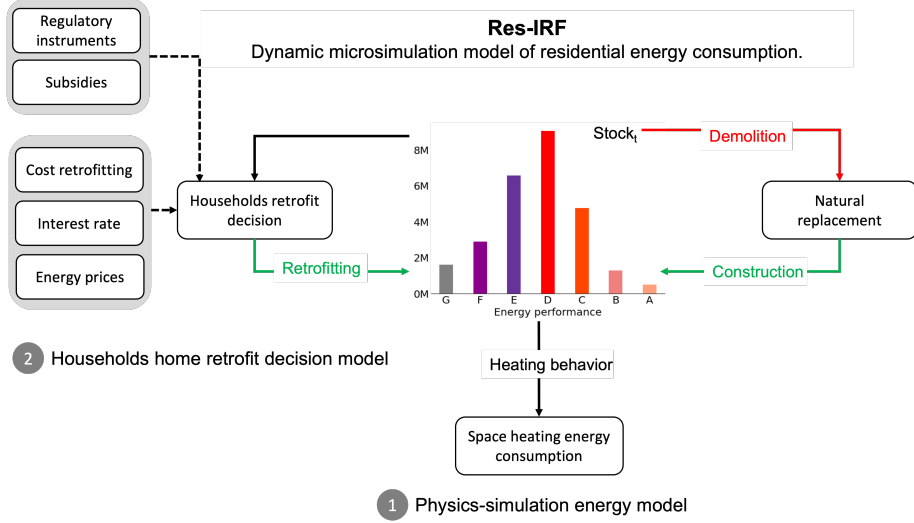 Regulatory
instruments
Subsidies
Res-IRF
Dynamic microsimulation model of residential energy consumption.
Cost retrofitting
Interest rate
Energy prices
Households retrofit
decision
Retrofitting
8M
6M
4M
2M
0M
G F E D C B A
Energy performance
Stockt
Demolition
Natural
replacement
Construction
2 Households home retrofit decision model
Heating behavior
Space heating energy
consumption
1 Physics-simulation energy model